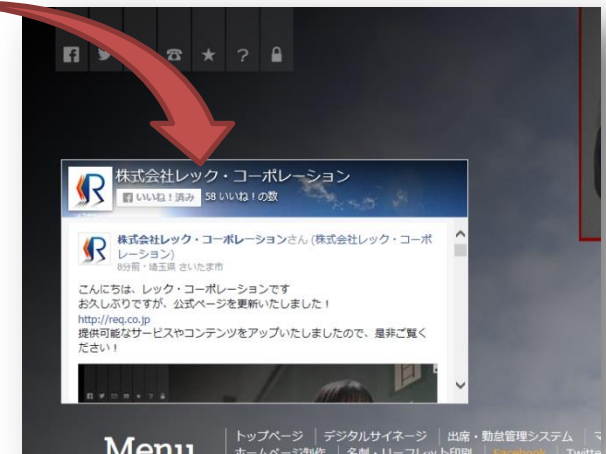 株式会社レック・コーポレーション
いいね！済み 58 いいね！の数
株式会社レック・コーポレーションさん (株式会社レック・コーポ
レーション)
8分前・埼玉県 さいたま市
こんにちは、レック・コーポレーションです
お久しぶりですが、公式ページを更新いたしました！
http://req.co.jp
提供可能なサービスやコンテンツをアップいたしましたので、是非ご覧く
ださい！
Menu
トップページ | デジタルサイネージ | 出席・勤怠管理システム |
ホームページ制作 | 名刺・リーフレット印刷 | Facebook | Twitte